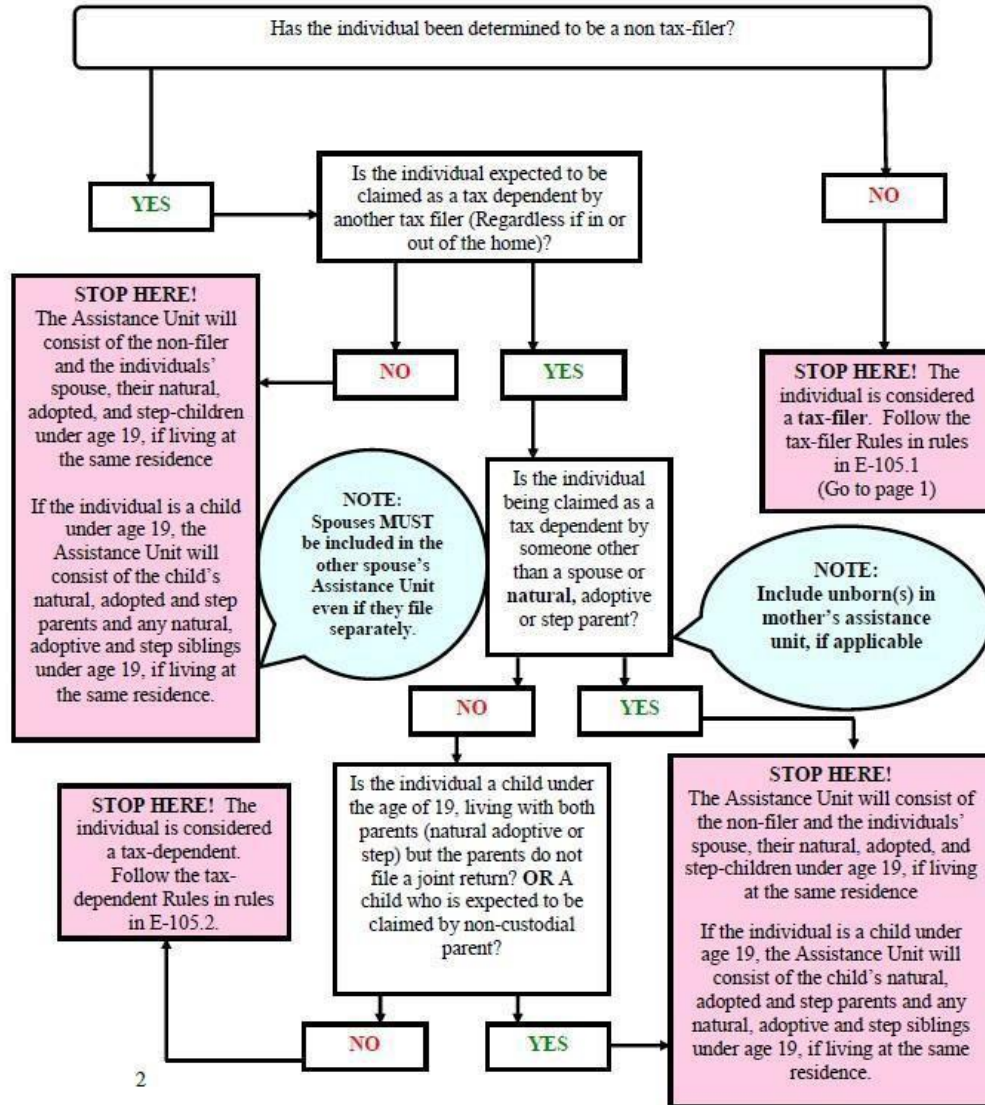 Has the individual been determined to be a non tax-filer?
YES
Is the individual expected to be
claimed as a tax dependent by
another tax filer (Regardless if in or
out of the home)?
NO
STOP HERE!
The Assistance Unit will
consist of the non-filer
and the individuals'
spouse, their natural,
adopted, and step-children
under age 19, if living at
the same residence
If the individual is a child
under age 19, the
Assistance Unit will
consist of the child's
natural, adopted and step
parents and any natural,
adoptive and step siblings
under age 19, if living at
the same residence.
NO
YES
STOP HERE! The
individual is considered
a tax-filer. Follow the
tax-filer Rules in rules
in E-105.1
(Go to page 1)
NOTE:
Spouses MUST
be included in the
other spouse's
Assistance Unit
even if they file
separately.
Is the individual
being claimed as a
tax dependent by
someone other
than a spouse or
natural, adoptive
or step parent?
NOTE:
Include unborn(s) in
mother's assistance
unit, if applicable
NO
YES
STOP HERE! The
individual is considered
a tax-dependent.
Follow the tax-
dependent Rules in rules
in E-105.2.
Is the individual a child under
the age of 19, living with both
parents (natural adoptive or
step) but the parents do not
file a joint return? OR A
child who is expected to be
claimed by non-custodial
parent?
STOP HERE!
The Assistance Unit will consist of
the non-filer and the individuals'
spouse, their natural, adopted, and
step-children under age 19, if living
at the same residence
If the individual is a child under
age 19, the Assistance Unit will
consist of the child's natural,
adopted and step parents and any
natural, adoptive and step siblings
under age 19, if living at the same
residence.
NO
YES
2